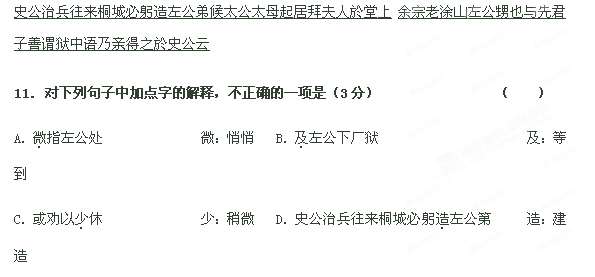 史公治兵往来桐城必躬造左公弟候太公太母起居拜夫人於堂上 余宗老涂山左公甥也与先君
子善谓狱中语乃亲得之於史公云
11. 对下列句子中加点字的解释，不正确的一项是（3 分） （ ）
A. 微指左公处 微：悄悄 B. 及左公下厂狱 及：等
到
C. 或劝以少休 少：稍微 D. 史公治兵往来桐城必躬造左公第 造：建
造